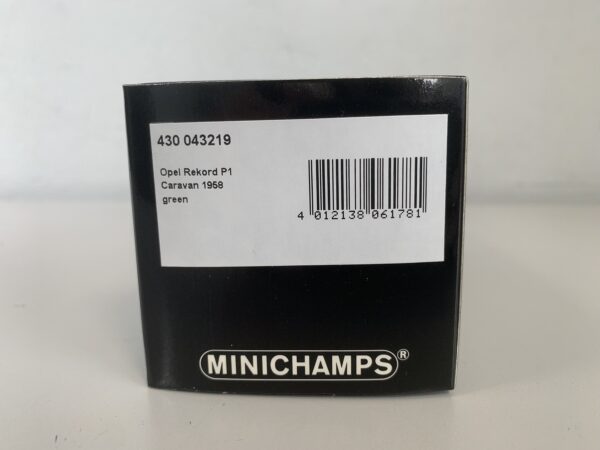 430 043219
Opel Rekord P1
Caravan 1958
green
4 012138 061781
MINICHAMPS®